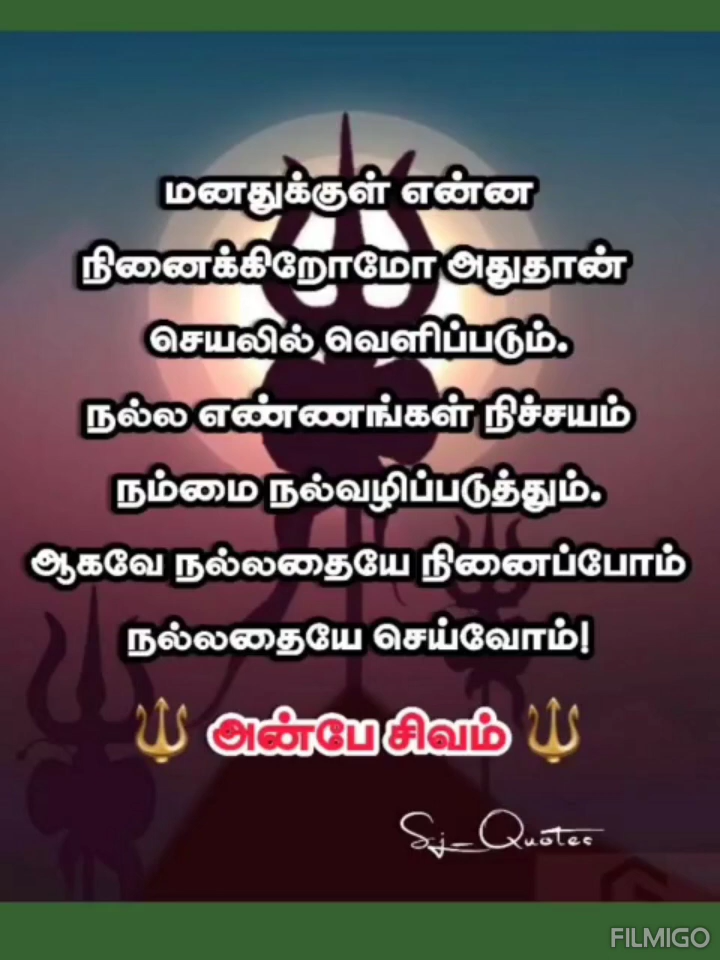 மனதுக்குள் என்ன
நினைக்கிறோமோ அதுதான்
செயலில் வெளிப்படும்.
நல்ல எண்ணங்கள் நிச்சயம்
நம்மை நல்வழிப்படுத்தும்.
ஆகவே நல்லதையே நினைப்போம்
நல்லதையே செய்வோம்!
🔱 அன்பே சிவம் 🔱
Sj_Quotes
FILMIGO